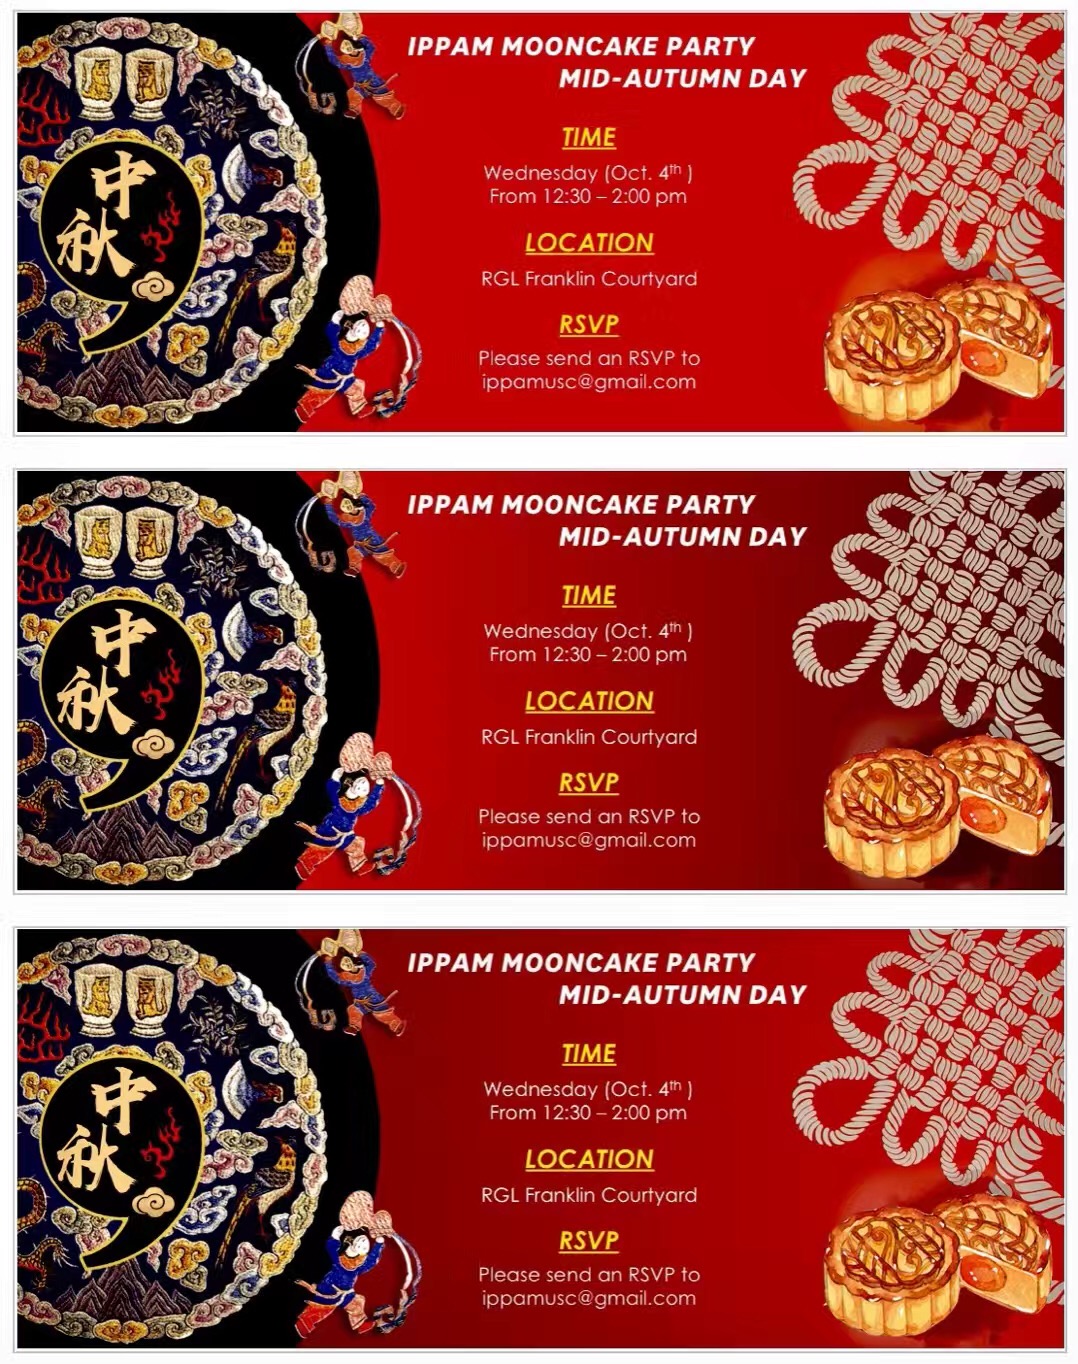 IPPAM MOONCAKE PARTY
MID-AUTUMN DAY
TIME
Wednesday (Oct. 4th )
From 12:30 – 2:00 pm
LOCATION
RGL Franklin Courtyard
RSVP
Please send an RSVP to
ippamusc@gmail.com
中
秋
IPPAM MOONCAKE PARTY
MID-AUTUMN DAY
TIME
Wednesday (Oct. 4th )
From 12:30 – 2:00 pm
LOCATION
RGL Franklin Courtyard
RSVP
Please send an RSVP to
ippamusc@gmail.com
中
秋
IPPAM MOONCAKE PARTY
MID-AUTUMN DAY
TIME
Wednesday (Oct. 4th )
From 12:30 – 2:00 pm
LOCATION
RGL Franklin Courtyard
RSVP
Please send an RSVP to
ippamusc@gmail.com
中
秋